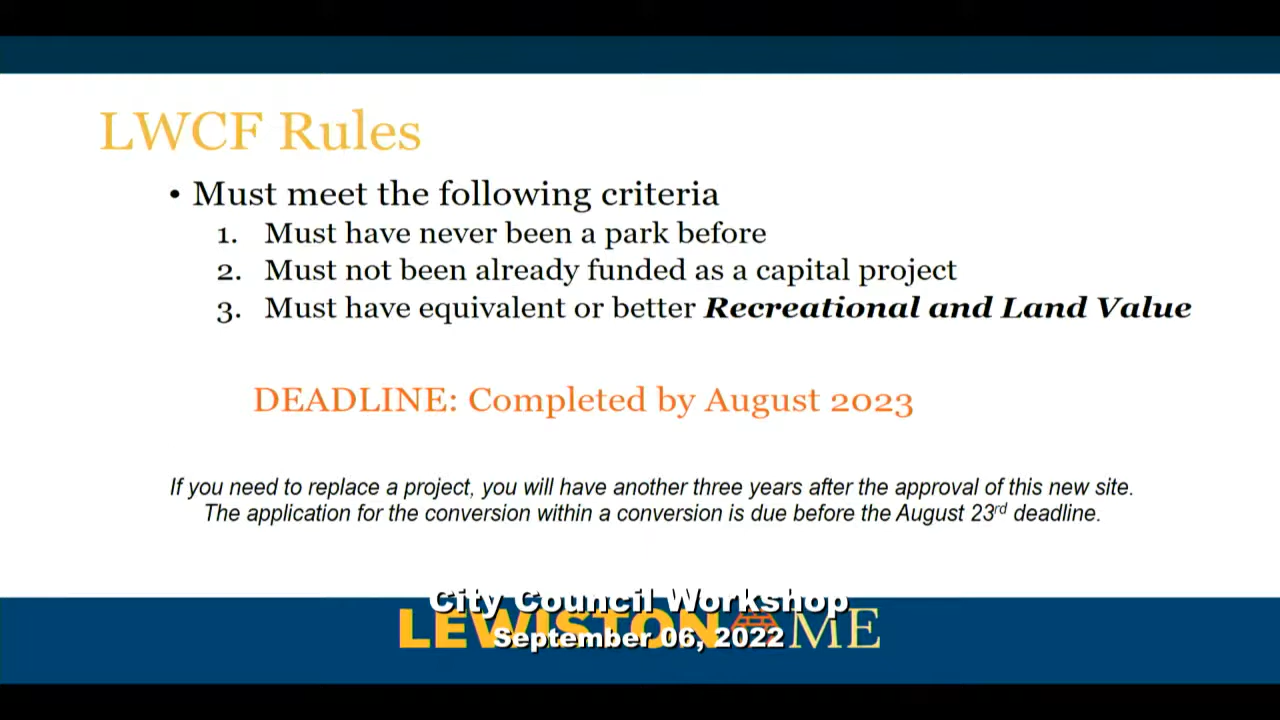 LWCF Rules
• Must meet the following criteria
1. Must have never been a park before
2. Must not been already funded as a capital project
3. Must have equivalent or better Recreational and Land Value
DEADLINE: Completed by August 2023
If you need to replace a project, you will have another three years after the approval of this new site.
The application for the conversion within a conversion is due before the August 23rd deadline.
City Council Workshop
LEWISTON ME
September 06, 2022